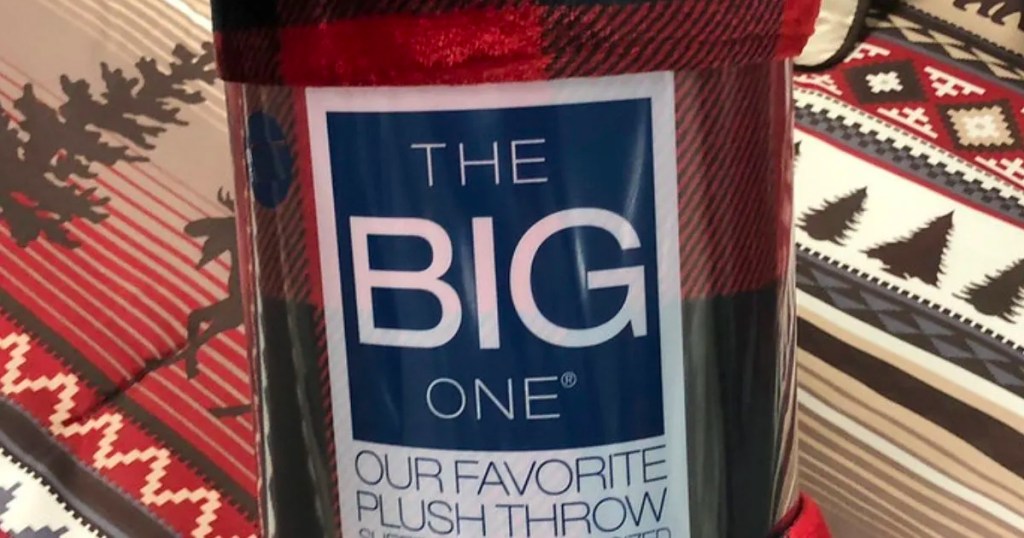 THE
BIG
ONE®
OUR FAVORITE
PLUSH THROW